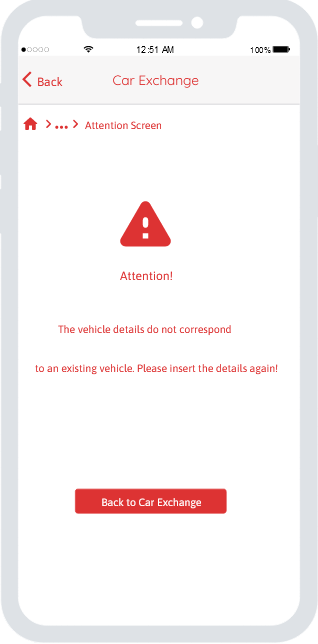 12:51 AM 100%
Back Car Exchange
Attention Screen
Attention!
The vehicle details do not correspond
to an existing vehicle. Please insert the details again!
Back to Car Exchange